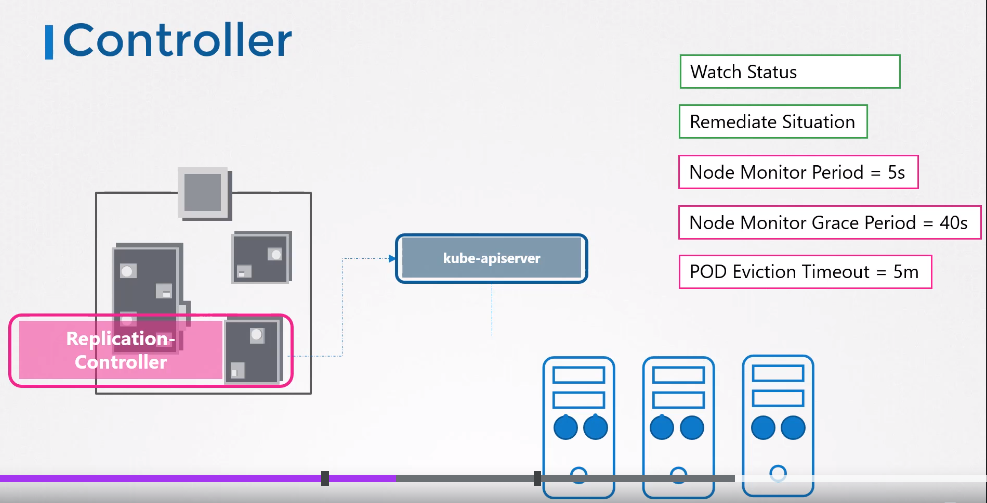 Controller
Watch Status
Remediate Situation
Node Monitor Period = 5s
Node Monitor Grace Period = 40s
POD Eviction Timeout = 5m
kube-apiserver
Replication-
Controller